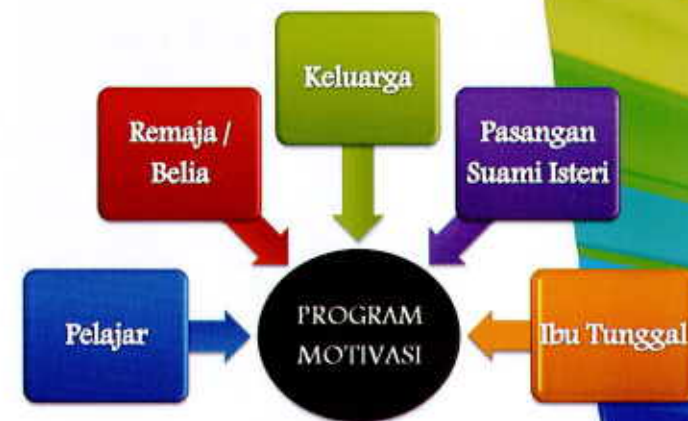 Keluarga
Remaja /
Belia
Pasangan
Suami Isteri
Pelajar
PROGRAM
MOTIVASI
Ibu Tunggal